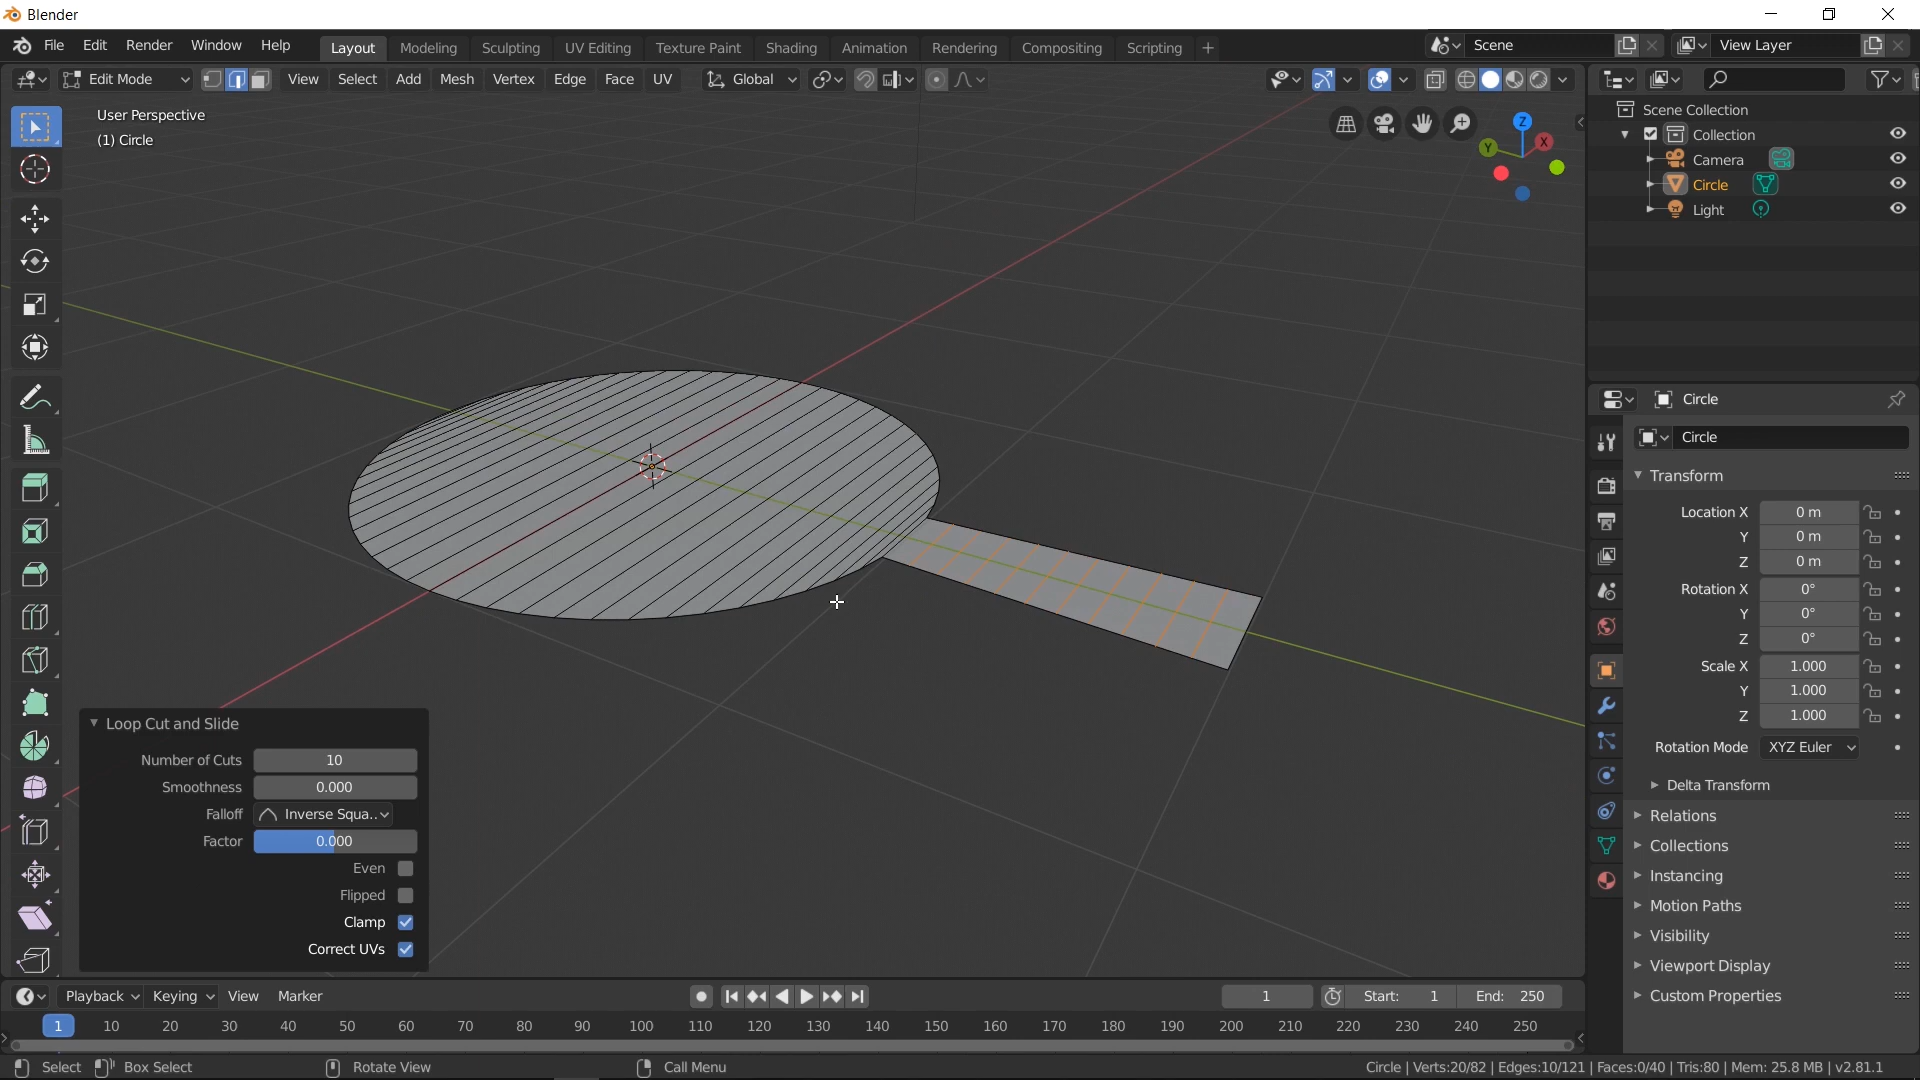 Blender
File Edit Render Window Help Layout Modeling Sculpting UV Editing Texture Paint Shading Animation Rendering Compositing Scripting + Scene View Layer
Edit Mode View Select Add Mesh Vertex Edge Face UV Global
User Perspective
(1) Circle
Z
X
Y
Scene Collection
Collection
Camera
Circle
Light
Circle
Circle
Transform
Location X 0 m
Y 0 m
Z 0 m
Rotation X 0°
Y 0°
Z 0°
Scale X 1.000
Y 1.000
Z 1.000
Rotation Mode XYZ Euler
Delta Transform
Relations
Collections
Instancing
Motion Paths
Visibility
Viewport Display
Custom Properties
Loop Cut and Slide
Number of Cuts 10
Smoothness 0.000
Falloff Inverse Squa..
Factor 0.000
Even
Flipped
Clamp
Correct UVs
Playback Keying View Marker 1 Start: 1 End: 250
1 10 20 30 40 50 60 70 80 90 100 110 120 130 140 150 160 170 180 190 200 210 220 230 240 250
Select Box Select Rotate View Call Menu Circle | Verts:20/82 | Edges:10/121 | Faces:0/40 | Tris:80 | Mem: 25.8 MB | v2.81.1